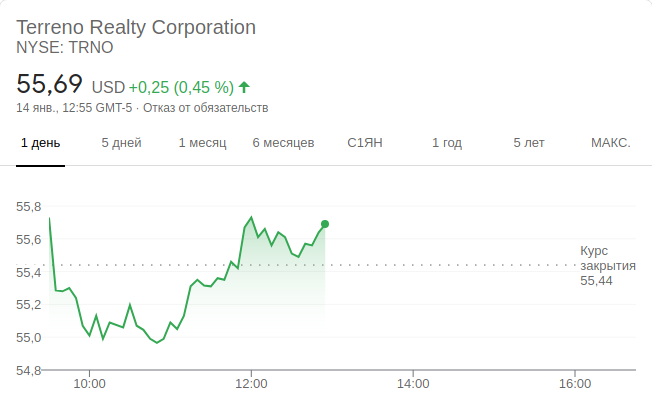 Terreno Realty Corporation
NYSE: TRNO
55,69 USD +0,25 (0,45 %)
14 янв., 12:55 GMT-5 · Отказ от обязательств
1 день 5 дней 1 месяц 6 месяцев С1ЯН 1 год 5 лет МАКС.
55,8
55,6
55,4
55,2
55,0
54,8
Курс
закрытия
55,44
10:00 12:00 14:00 16:00